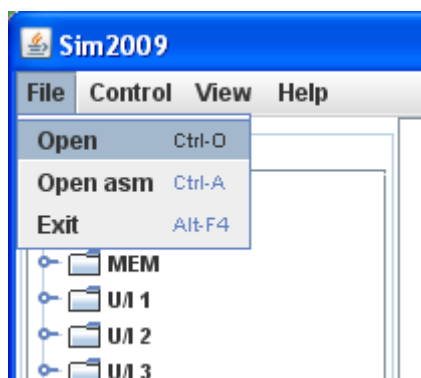 Sim2009
File Control View Help
Open Ctrl-O
Open asm Ctrl-A
Exit Alt-F4
MEM
U/I 1
U/I 2
U/I 3